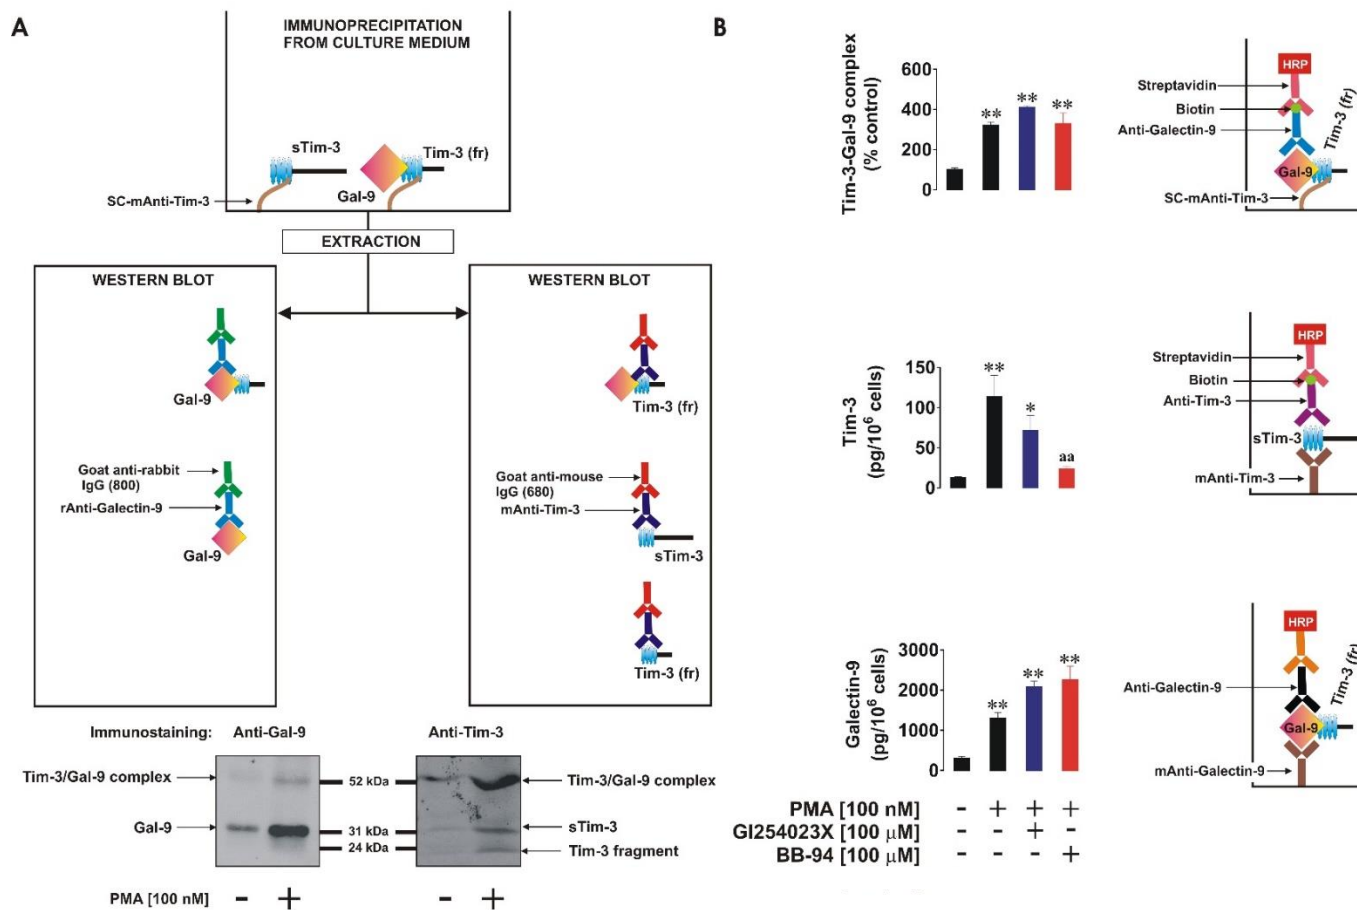 A
IMMUNOPRECIPITATION
FROM CULTURE MEDIUM
sTim-3
Tim-3 (fr)
Gal-9
SC-mAnti-Tim-3
EXTRACTION
WESTERN BLOT
Gal-9
Goat anti-rabbit
IgG (800)
rAnti-Galectin-9
Gal-9
WESTERN BLOT
Tim-3 (fr)
Goat anti-mouse
IgG (680)
mAnti-Tim-3
sTim-3
Tim-3 (fr)
Immunostaining: Anti-Gal-9 Anti-Tim-3
Tim-3/Gal-9 complex 52 kDa Tim-3/Gal-9 complex
Gal-9 31 kDa sTim-3
24 kDa Tim-3 fragment
PMA [100 nM] - + - +
B
Tim-3-Gal-9 complex
(% control)
600
400
200
0
** ** **
HRP
Streptavidin
Biotin
Anti-Galectin-9
Tim-3 (fr)
Gal-9
SC-mAnti-Tim-3
Tim-3
(pg/10⁶ cells)
150
100
50
0
** * aa
HRP
Streptavidin
Biotin
Anti-Tim-3
sTim-3
mAnti-Tim-3
Galectin-9
(pg/10⁶ cells)
3000
2000
1000
0
** ** **
HRP
Anti-Galectin-9
Tim-3 (fr)
Gal-9
mAnti-Galectin-9
PMA [100 nM] - + + +
GI254023X [100 µM] - - + -
BB-94 [100 µM] - - - +